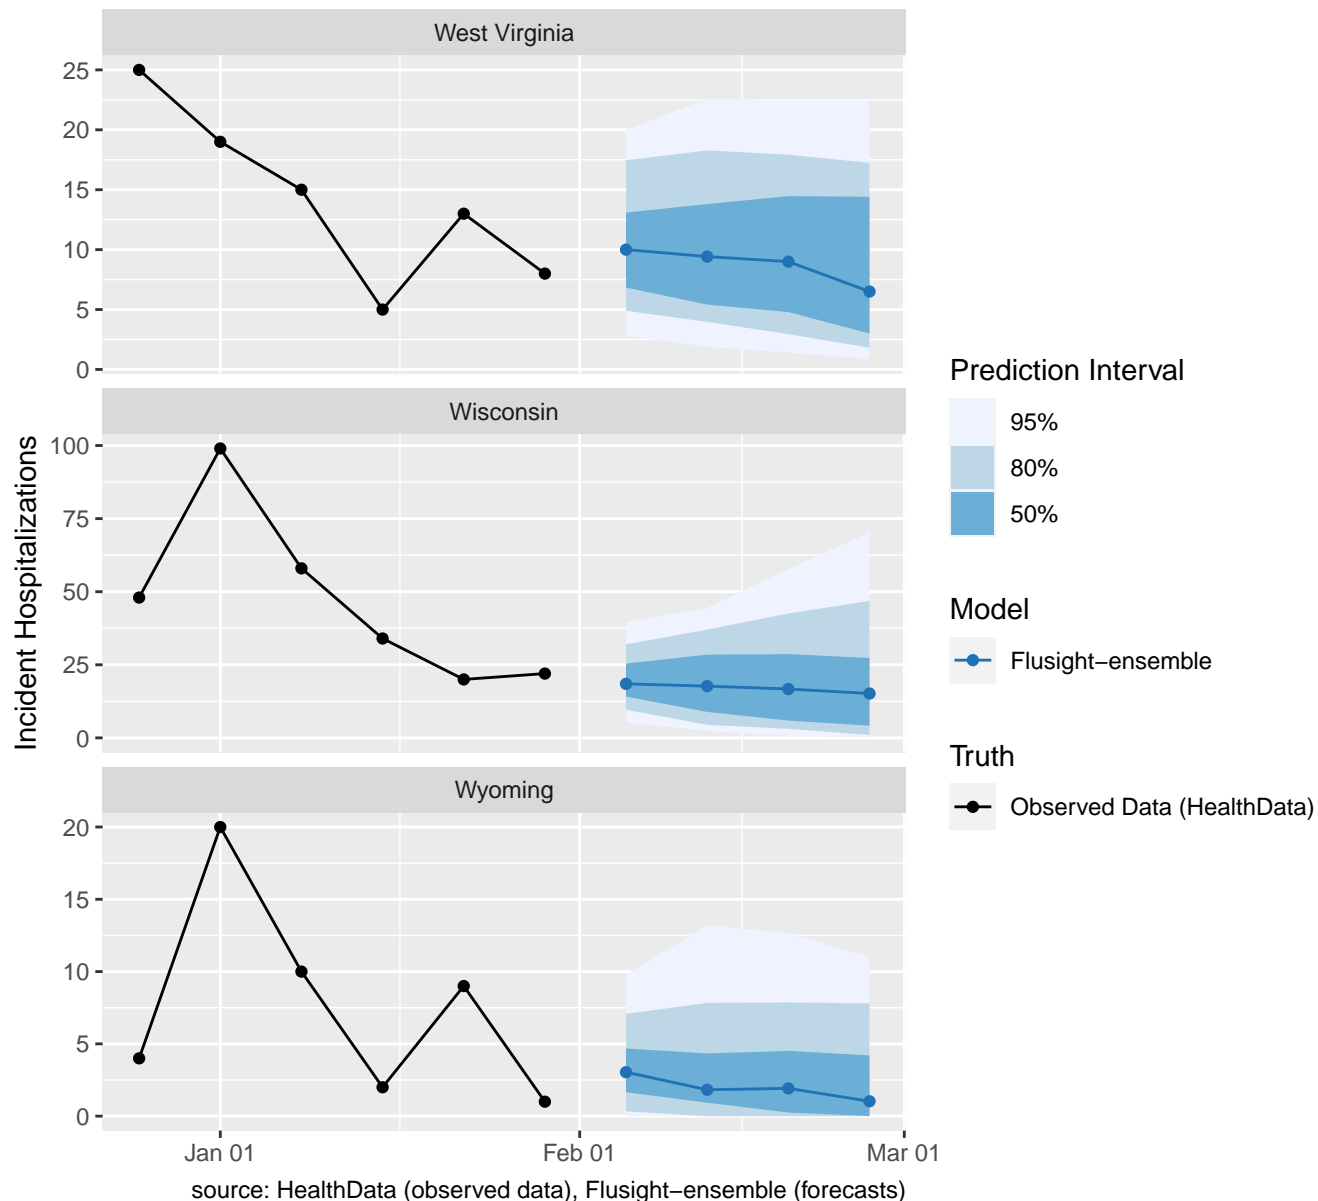 West Virginia
25
20
15
10
5
0
Wisconsin
100
75
50
25
0
Wyoming
20
15
10
5
0
Incident Hospitalizations
Jan 01 Feb 01 Mar 01
source: HealthData (observed data), Flusight−ensemble (forecasts)
Prediction Interval
95%
80%
50%
Model
Flusight−ensemble
Truth
Observed Data (HealthData)